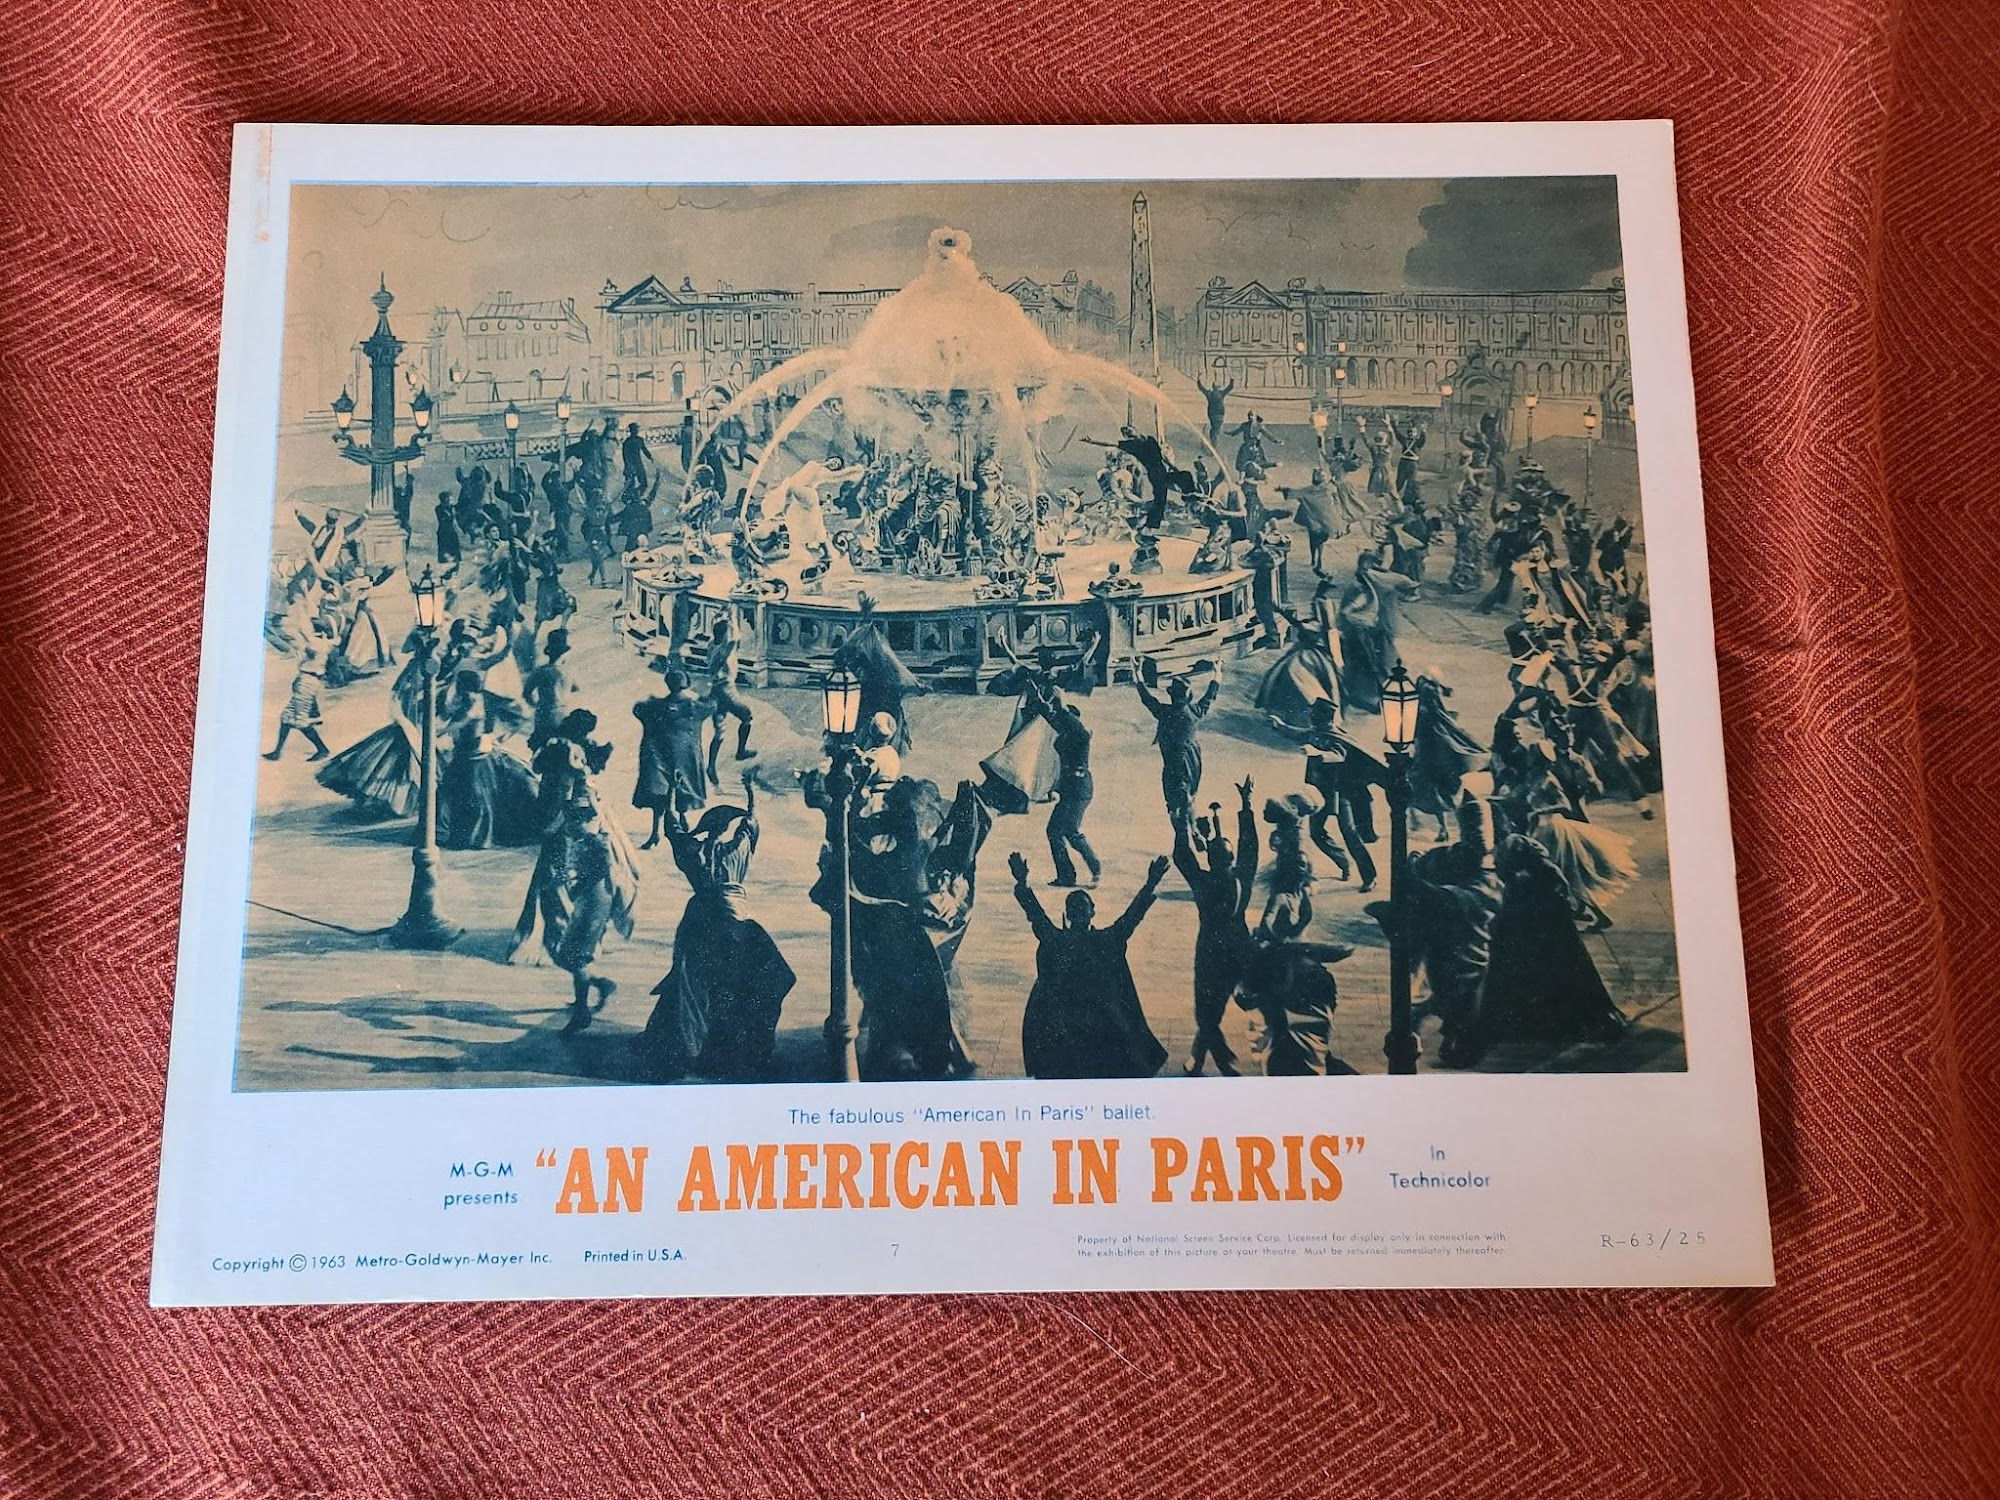 The fabulous "American In Paris" ballet.
M-G-M
presents
"AN AMERICAN IN PARIS"
In
Technicolor
Copyright © 1963 Metro-Goldwyn-Mayer Inc. Printed in U.S.A.
7
Property of National Screen Service Corp. Licensed for display only in connection with
the exhibition of this picture at your theatre. Must be returned immediately thereafter.
R-63/25